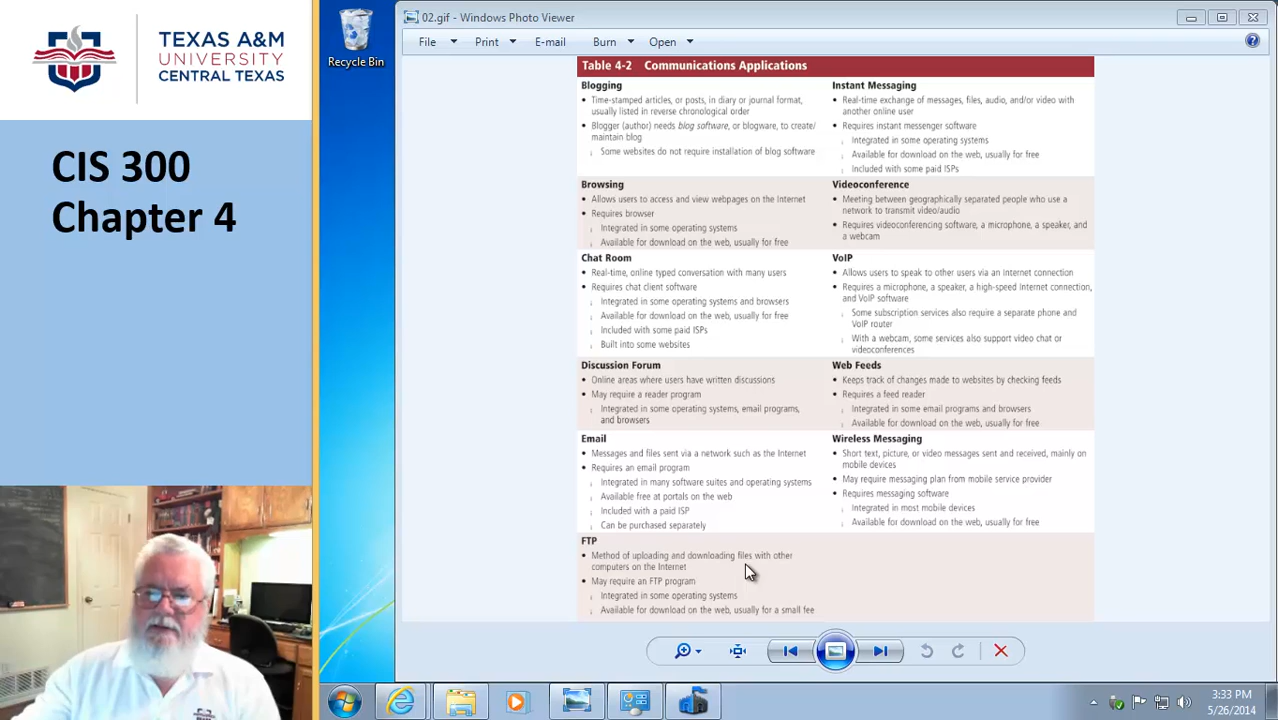 TEXAS A&M
UNIVERSITY
CENTRAL TEXAS
CIS 300
Chapter 4
Recycle Bin
02.gif - Windows Photo Viewer
File Print E-mail Burn Open
Table 4-2 Communications Applications
Blogging
• Time-stamped articles, or posts, in diary or journal format,
usually listed in reverse chronological order
• Blogger (author) needs blog software, or blogware, to create/
maintain blog
Some websites do not require installation of blog software
Browsing
• Allows users to access and view webpages on the Internet
• Requires browser
Integrated in some operating systems
Available for download on the web, usually for free
Chat Room
• Real-time, online typed conversation with many users
• Requires chat client software
Integrated in some operating systems and browsers
Available for download on the web, usually for free
Included with some paid ISPs
Built into some websites
Discussion Forum
• Online areas where users have written discussions
• May require a reader program
Integrated in some operating systems, email programs,
and browsers
Email
• Messages and files sent via a network such as the Internet
• Requires an email program
Integrated in many software suites and operating systems
Available free at portals on the web
Included with a paid ISP
Can be purchased separately
FTP
• Method of uploading and downloading files with other
computers on the Internet
• May require an FTP program
Integrated in some operating systems
Available for download on the web, usually for a small fee
Instant Messaging
• Real-time exchange of messages, files, audio, and/or video with
another online user
• Requires instant messenger software
Integrated in some operating systems
Available for download on the web, usually for free
Included with some paid ISPs
Videoconference
• Meeting between geographically separated people who use a
network to transmit video/audio
• Requires videoconferencing software, a microphone, a speaker, and
a webcam
VoIP
• Allows users to speak to other users via an Internet connection
• Requires a microphone, a speaker, a high-speed Internet connection,
and VoIP software
Some subscription services also require a separate phone and
VoIP router
With a webcam, some services also support video chat or
videoconferences
Web Feeds
• Keeps track of changes made to websites by checking feeds
• Requires a feed reader
Integrated in some email programs and browsers
Available for download on the web, usually for free
Wireless Messaging
• Short text, picture, or video messages sent and received, mainly on
mobile devices
• May require messaging plan from mobile service provider
• Requires messaging software
Integrated in most mobile devices
Available for download on the web, usually for free
3:33 PM
5/26/2014